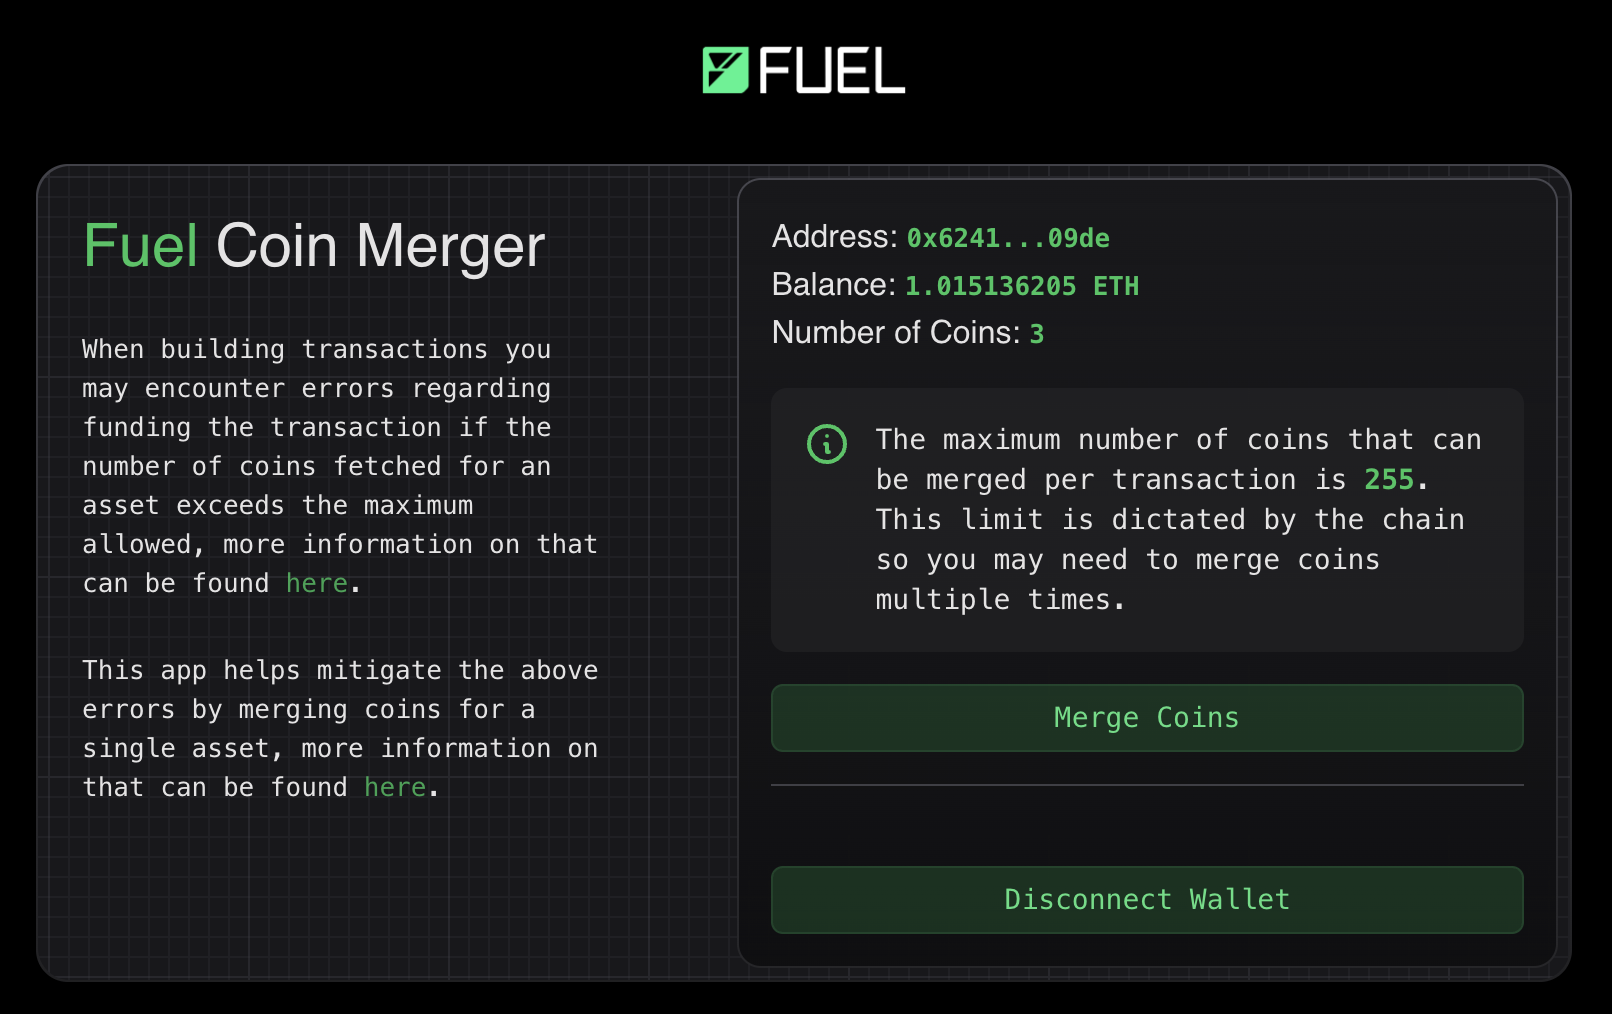 FUEL
Fuel Coin Merger
When building transactions you
may encounter errors regarding
funding the transaction if the
number of coins fetched for an
asset exceeds the maximum
allowed, more information on that
can be found here.
This app helps mitigate the above
errors by merging coins for a
single asset, more information on
that can be found here.
Address: 0x6241...09de
Balance: 1.015136205 ETH
Number of Coins: 3
The maximum number of coins that can
be merged per transaction is 255.
This limit is dictated by the chain
so you may need to merge coins
multiple times.
Merge Coins
Disconnect Wallet